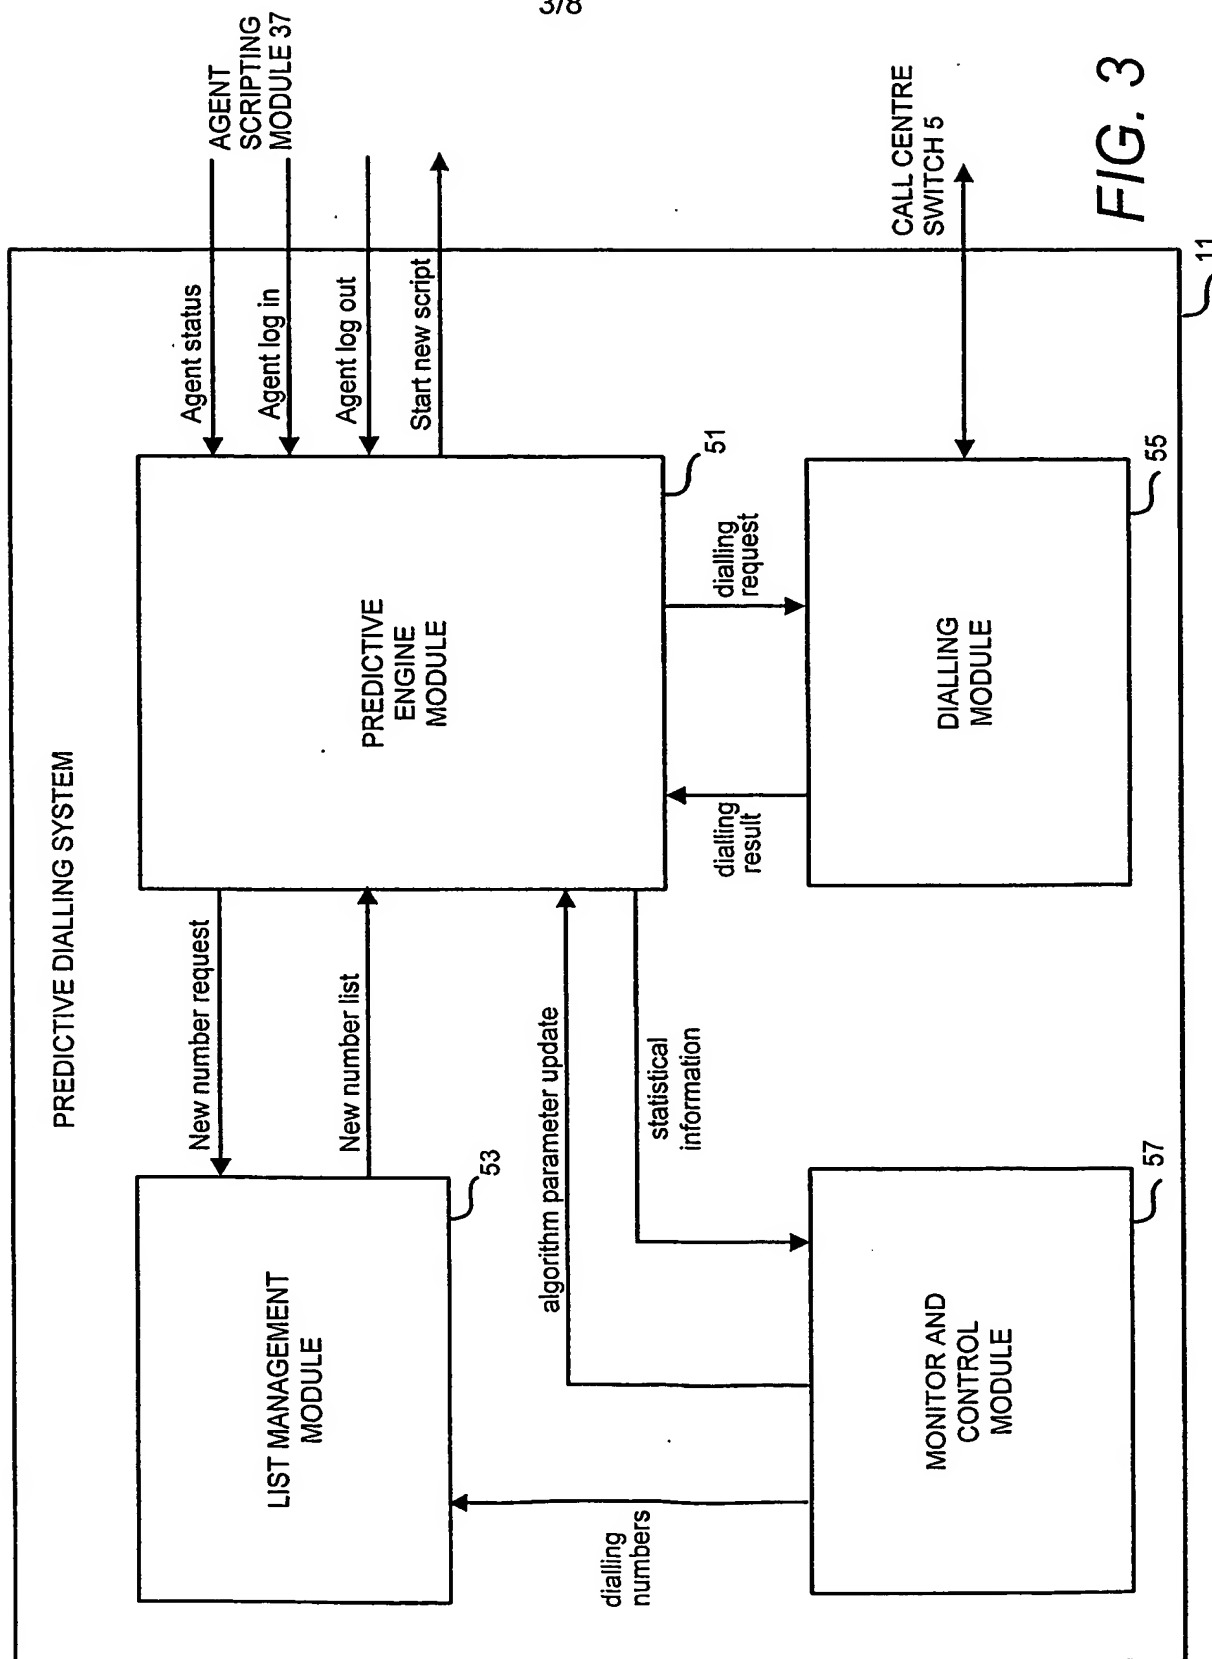 3/8
PREDICTIVE DIALLING SYSTEM
LIST MANAGEMENT
MODULE
53
New number request
New number list
PREDICTIVE
ENGINE
MODULE
51
Agent status
Agent log in
Agent log out
Start new script
AGENT
SCRIPTING
MODULE 37
algorithm parameter update
statistical
information
dialling
result
dialling
request
dialling
numbers
MONITOR AND
CONTROL
MODULE
57
DIALLING
MODULE
55
CALL CENTRE
SWITCH 5
11
FIG. 3